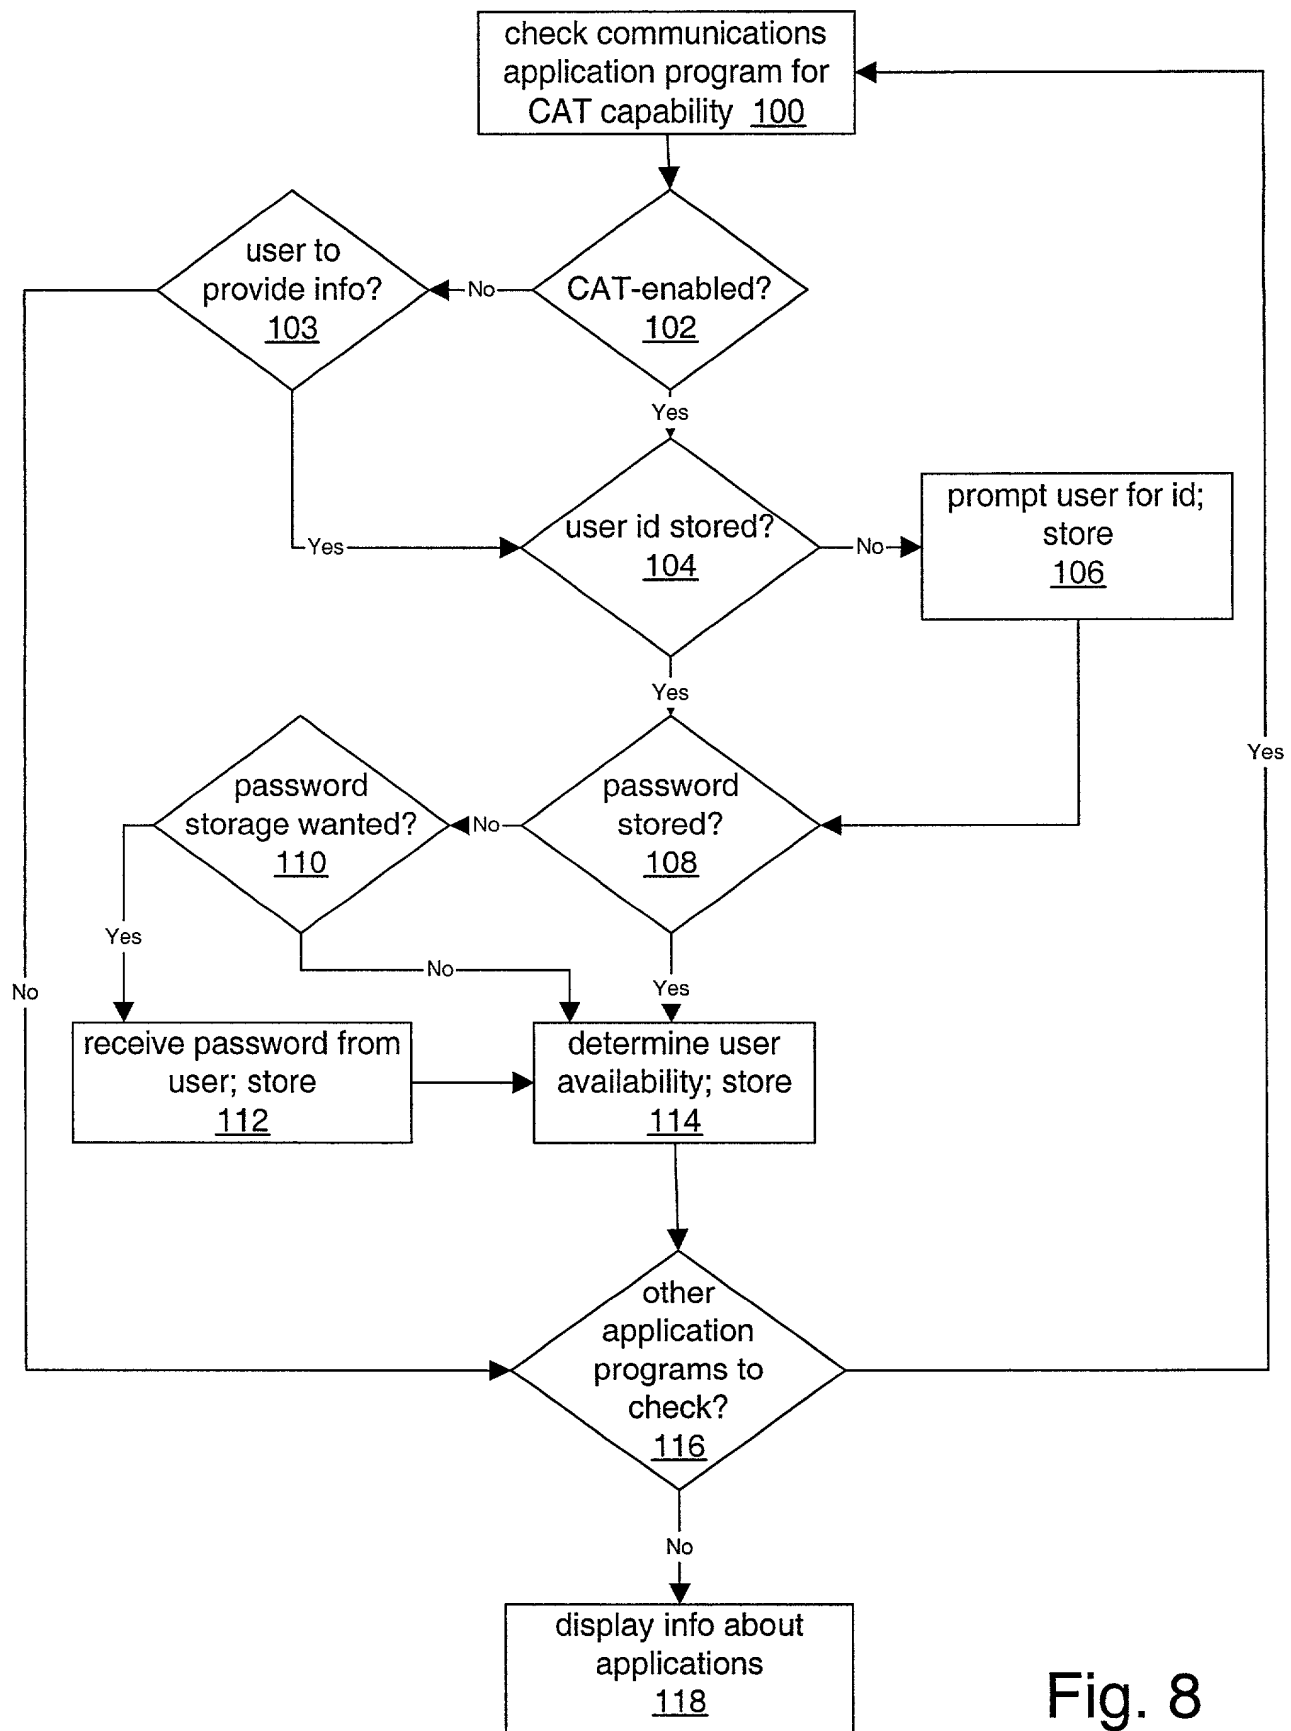 check communications
application program for
CAT capability 100
user to
provide info?
103
No
CAT-enabled?
102
Yes
Yes
user id stored?
104
No
prompt user for id;
store
106
Yes
password
storage wanted?
110
No
password
stored?
108
Yes
Yes
No
Yes
No
receive password from
user; store
112
determine user
availability; store
114
other
application
programs to
check?
116
No
display info about
applications
118
Fig. 8